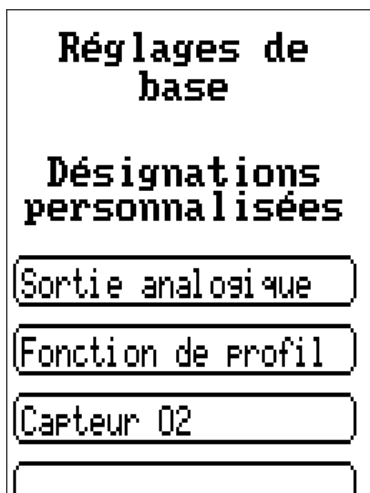 Réglages de
base
Désignations
personnalisées
Sortie analogique
Fonction de profil
Capteur O2